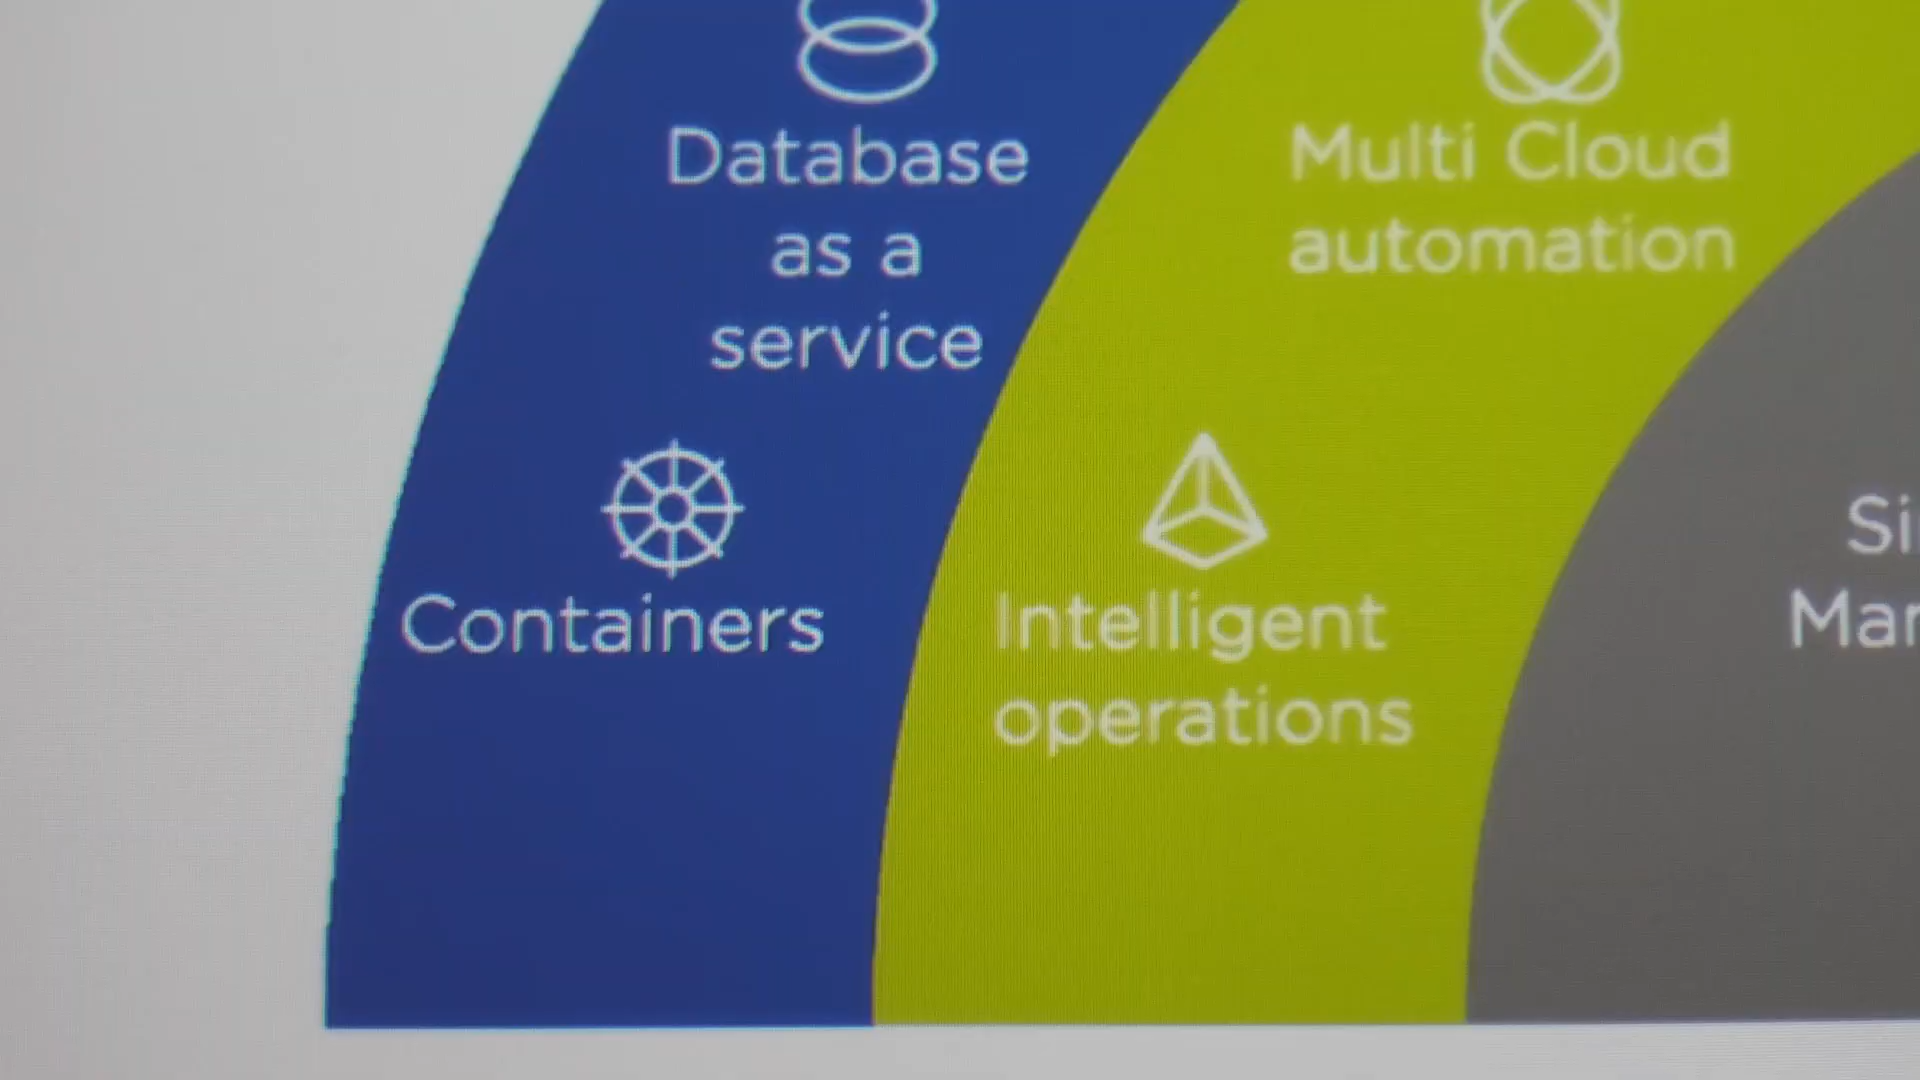 Database
as a
service
Containers
Multi Cloud
automation
Intelligent
operations